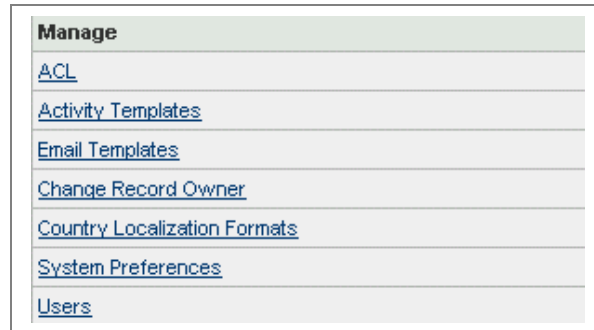 Manage
ACL
Activity Templates
Email Templates
Change Record Owner
Country Localization Formats
System Preferences
Users